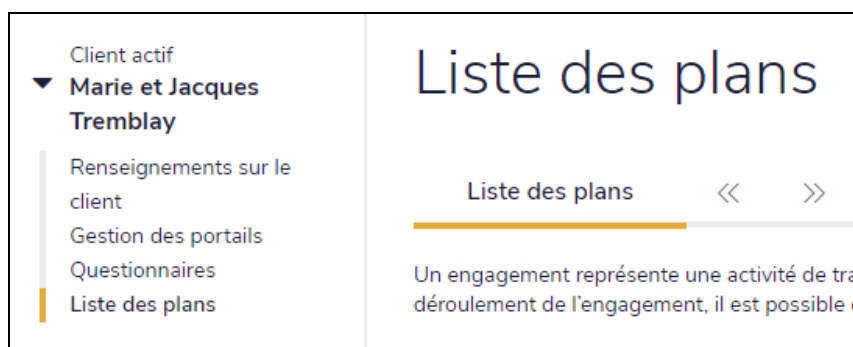 Client actif
Marie et Jacques
Tremblay
Renseignements sur le
client
Gestion des portails
Questionnaires
Liste des plans
Liste des plans
Liste des plans
Un engagement représente une activité de
déroulement de l'engagement, il est possible